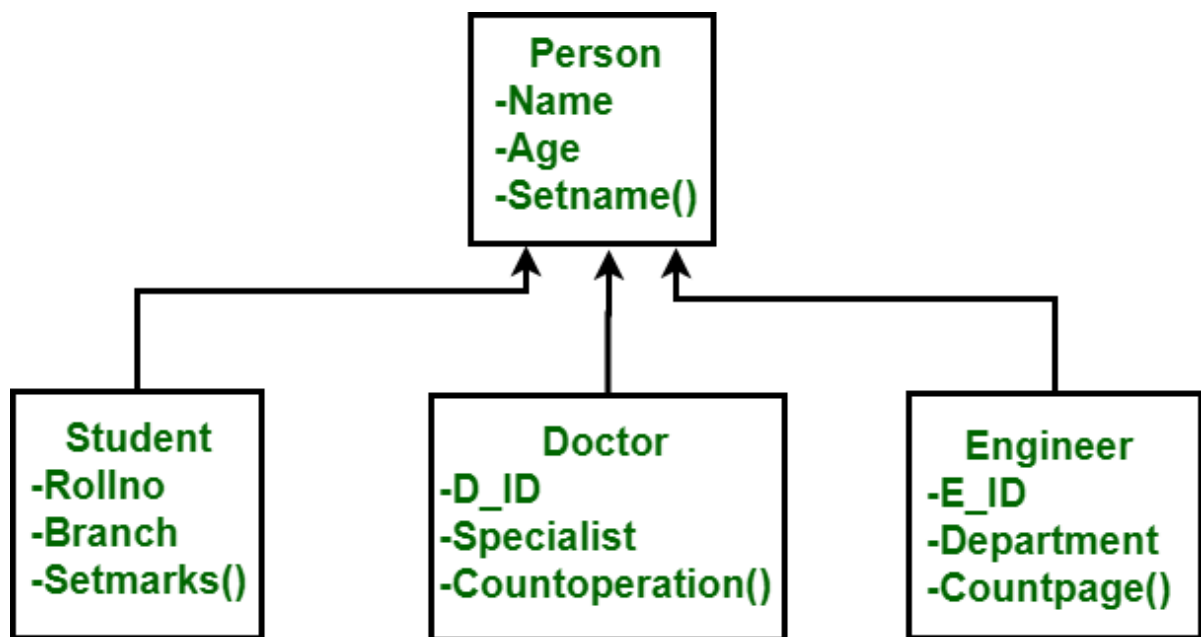 Person
-Name
-Age
-Setname()
Student
-Rollno
-Branch
-Setmarks()
Doctor
-D_ID
-Specialist
-Countoperation()
Engineer
-E_ID
-Department
-Countpage()